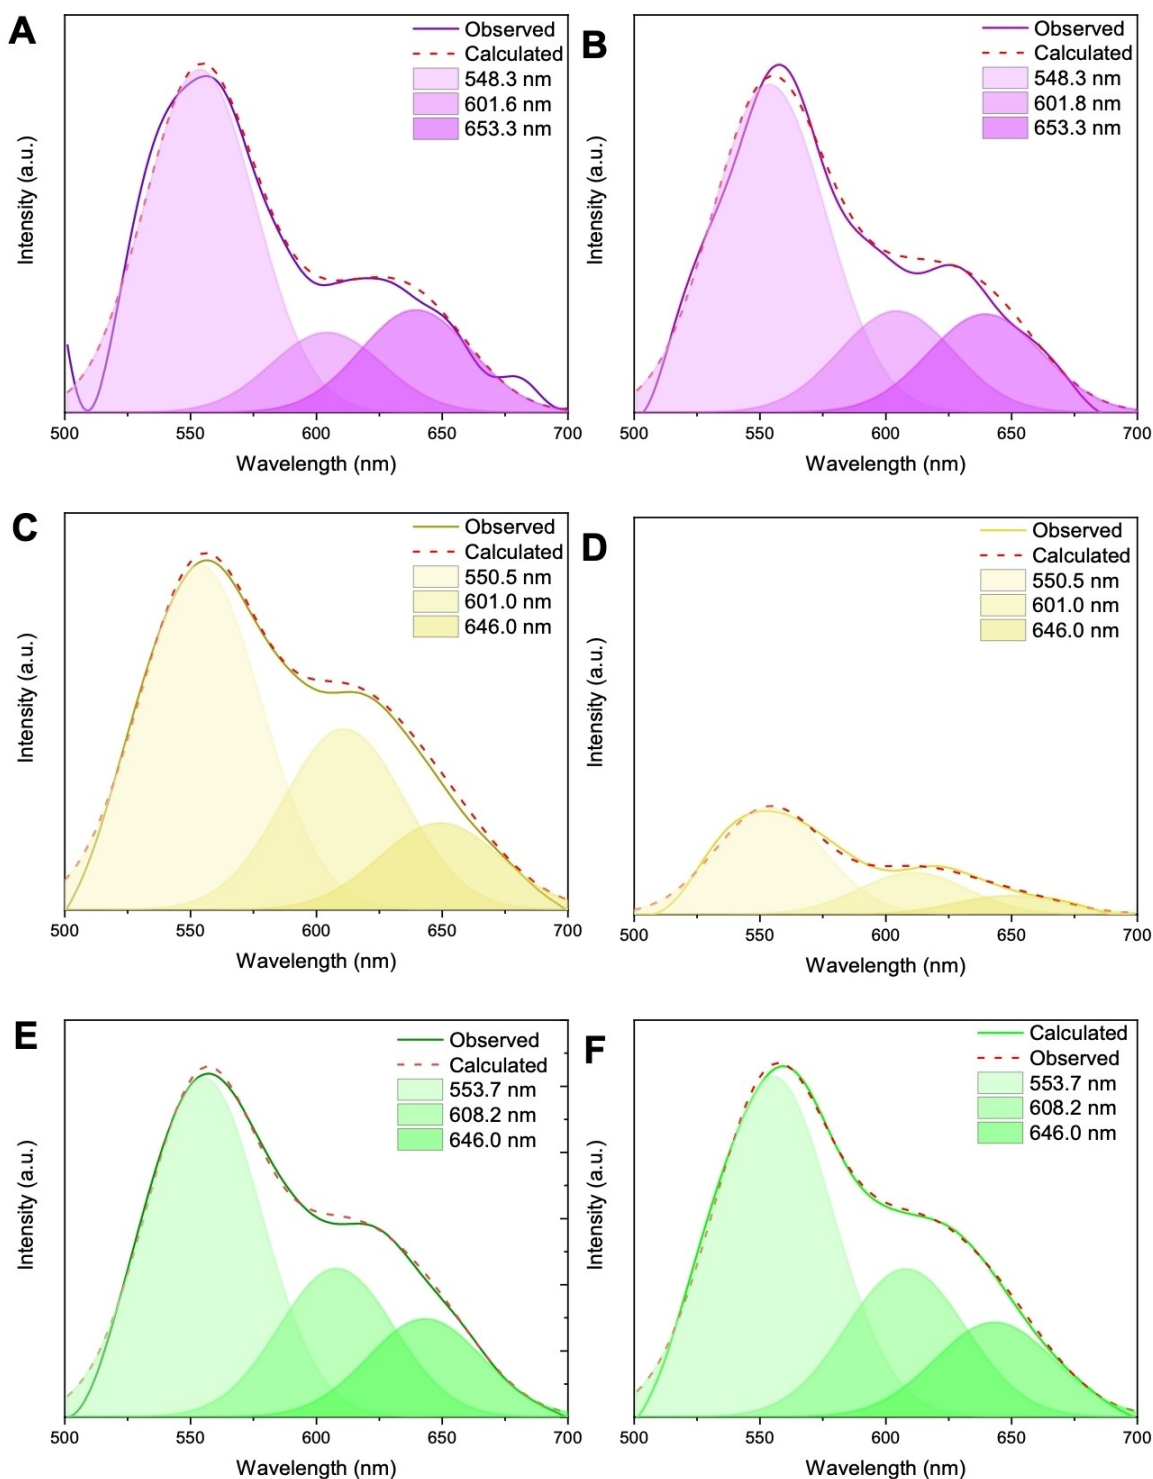 A
Observed
Calculated
548.3 nm
601.6 nm
653.3 nm
Intensity (a.u.)
500 550 600 650 700
Wavelength (nm)
B
Observed
Calculated
548.3 nm
601.8 nm
653.3 nm
Intensity (a.u.)
500 550 600 650 700
Wavelength (nm)
C
Observed
Calculated
550.5 nm
601.0 nm
646.0 nm
Intensity (a.u.)
500 550 600 650 700
Wavelength (nm)
D
Observed
Calculated
550.5 nm
601.0 nm
646.0 nm
Intensity (a.u.)
500 550 600 650 700
Wavelength (nm)
E
Observed
Calculated
553.7 nm
608.2 nm
646.0 nm
Intensity (a.u.)
500 550 600 650 700
Wavelength (nm)
F
Calculated
Observed
553.7 nm
608.2 nm
646.0 nm
Intensity (a.u.)
500 550 600 650 700
Wavelength (nm)